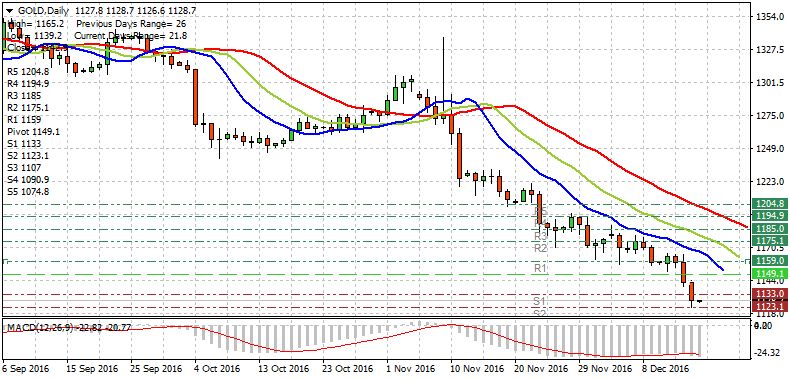 GOLD,Daily 1127.8 1128.7 1126.6 1128.7
High= 1165.2 Previous Days Range= 26
Low= 1139.2 Current Days Range= 21.8
R5 1204.8
R4 1194.9
R3 1185
R2 1175.1
R1 1159
Pivot 1149.1
S1 1133
S2 1123.1
S3 1107
S4 1090.9
S5 1074.8
R3
R2
R1
S1
S2
1354.0
1327.5
1301.5
1275.0
1249.0
1223.0
1204.8
1194.9
1185.0
1175.1
1170.5
1159.0
1149.1
1144.0
1133.0
1123.1
1118.0
MACD(12,26,9) -22.82 -20.77
-24.32
6 Sep 2016
15 Sep 2016
25 Sep 2016
4 Oct 2016
13 Oct 2016
23 Oct 2016
1 Nov 2016
10 Nov 2016
20 Nov 2016
29 Nov 2016
8 Dec 2016